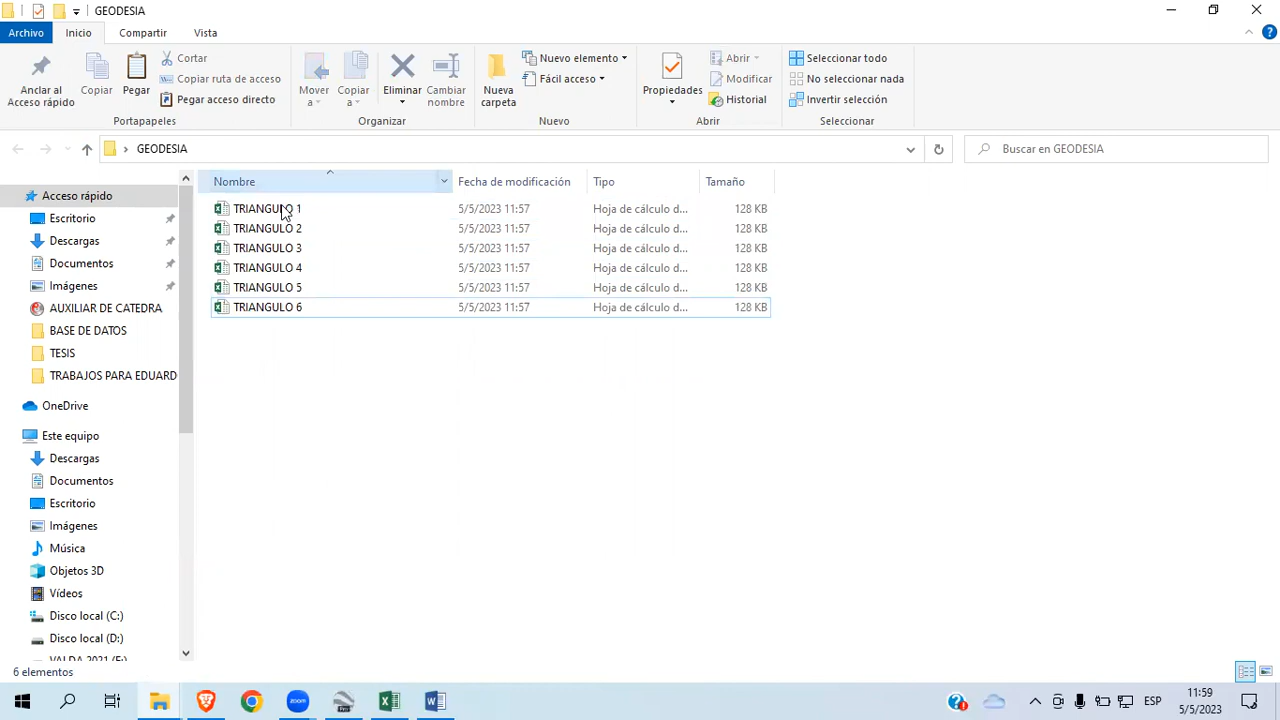 GEODESIA
Archivo Inicio Compartir Vista
Anclar al Acceso rápido
Copiar
Pegar
Cortar
Copiar ruta de acceso
Pegar acceso directo
Portapapeles
Mover a
Copiar a
Eliminar
Cambiar nombre
Organizar
Nueva carpeta
Nuevo elemento
Fácil acceso
Nuevo
Propiedades
Abrir
Modificar
Historial
Abrir
Seleccionar todo
No seleccionar nada
Invertir selección
Seleccionar
GEODESIA
Buscar en GEODESIA
Acceso rápido
Escritorio
Descargas
Documentos
Imágenes
AUXILIAR DE CATEDRA
BASE DE DATOS
TESIS
TRABAJOS PARA EDUARD
OneDrive
Este equipo
Descargas
Documentos
Escritorio
Imágenes
Música
Objetos 3D
Vídeos
Disco local (C:)
Disco local (D:)
VALDA 2021 (E:)
Nombre Fecha de modificación Tipo Tamaño
TRIANGULO 1 5/5/2023 11:57 Hoja de cálculo d... 128 KB
TRIANGULO 2 5/5/2023 11:57 Hoja de cálculo d... 128 KB
TRIANGULO 3 5/5/2023 11:57 Hoja de cálculo d... 128 KB
TRIANGULO 4 5/5/2023 11:57 Hoja de cálculo d... 128 KB
TRIANGULO 5 5/5/2023 11:57 Hoja de cálculo d... 128 KB
TRIANGULO 6 5/5/2023 11:57 Hoja de cálculo d... 128 KB
6 elementos
zoom
Pro
ESP
11:59
5/5/2023